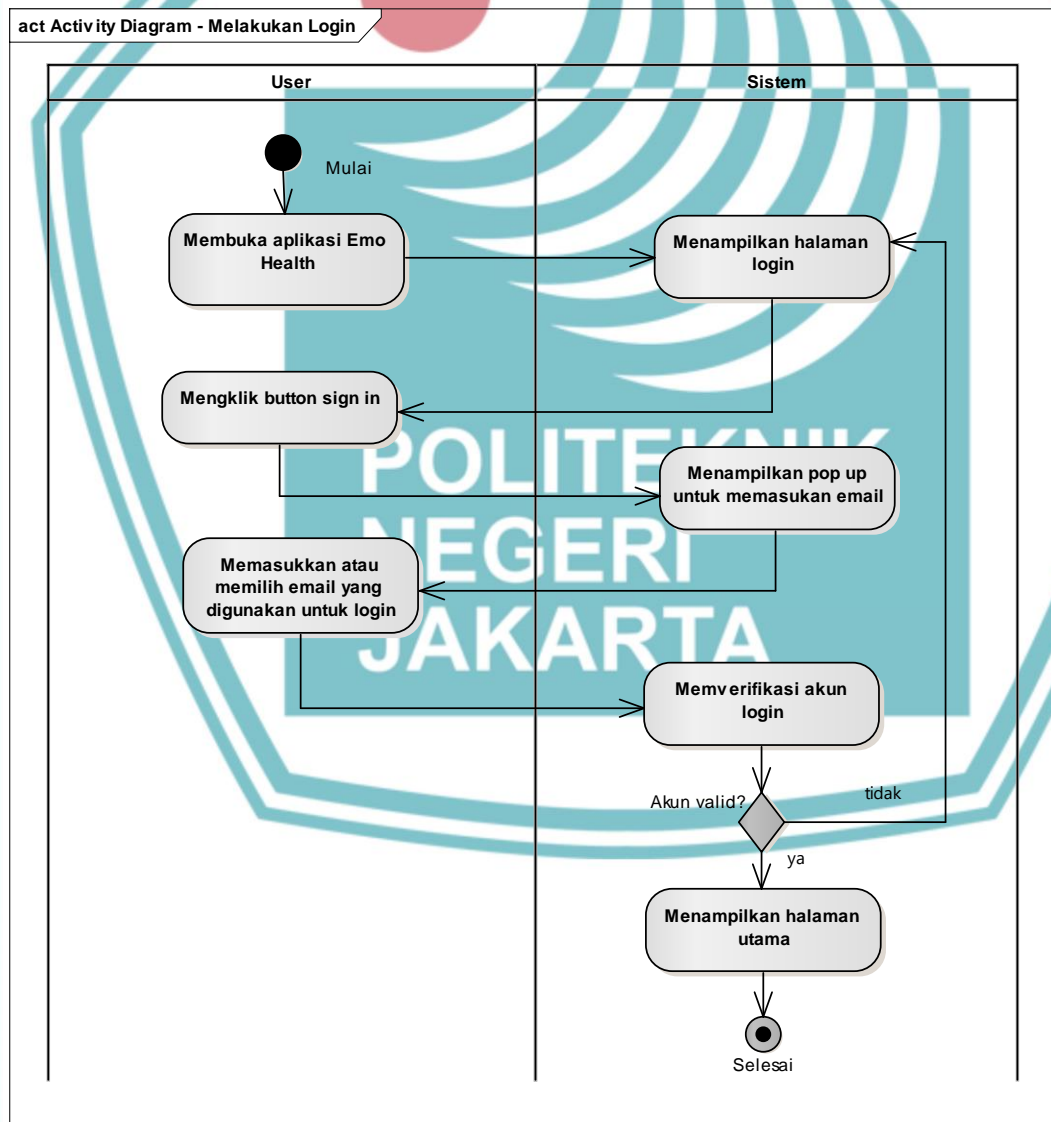 act Activity Diagram - Melakukan Login
User
Sistem
Mulai
Membuka aplikasi Emo
Health
Menampilkan halaman
login
Mengklik button sign in
Menampilkan pop up
untuk memasukan email
Memasukkan atau
memilih email yang
digunakan untuk login
Memverifikasi akun
login
Akun valid?
tidak
ya
Menampilkan halaman
utama
Selesai
POLITEKNIK
NEGERI
JAKARTA